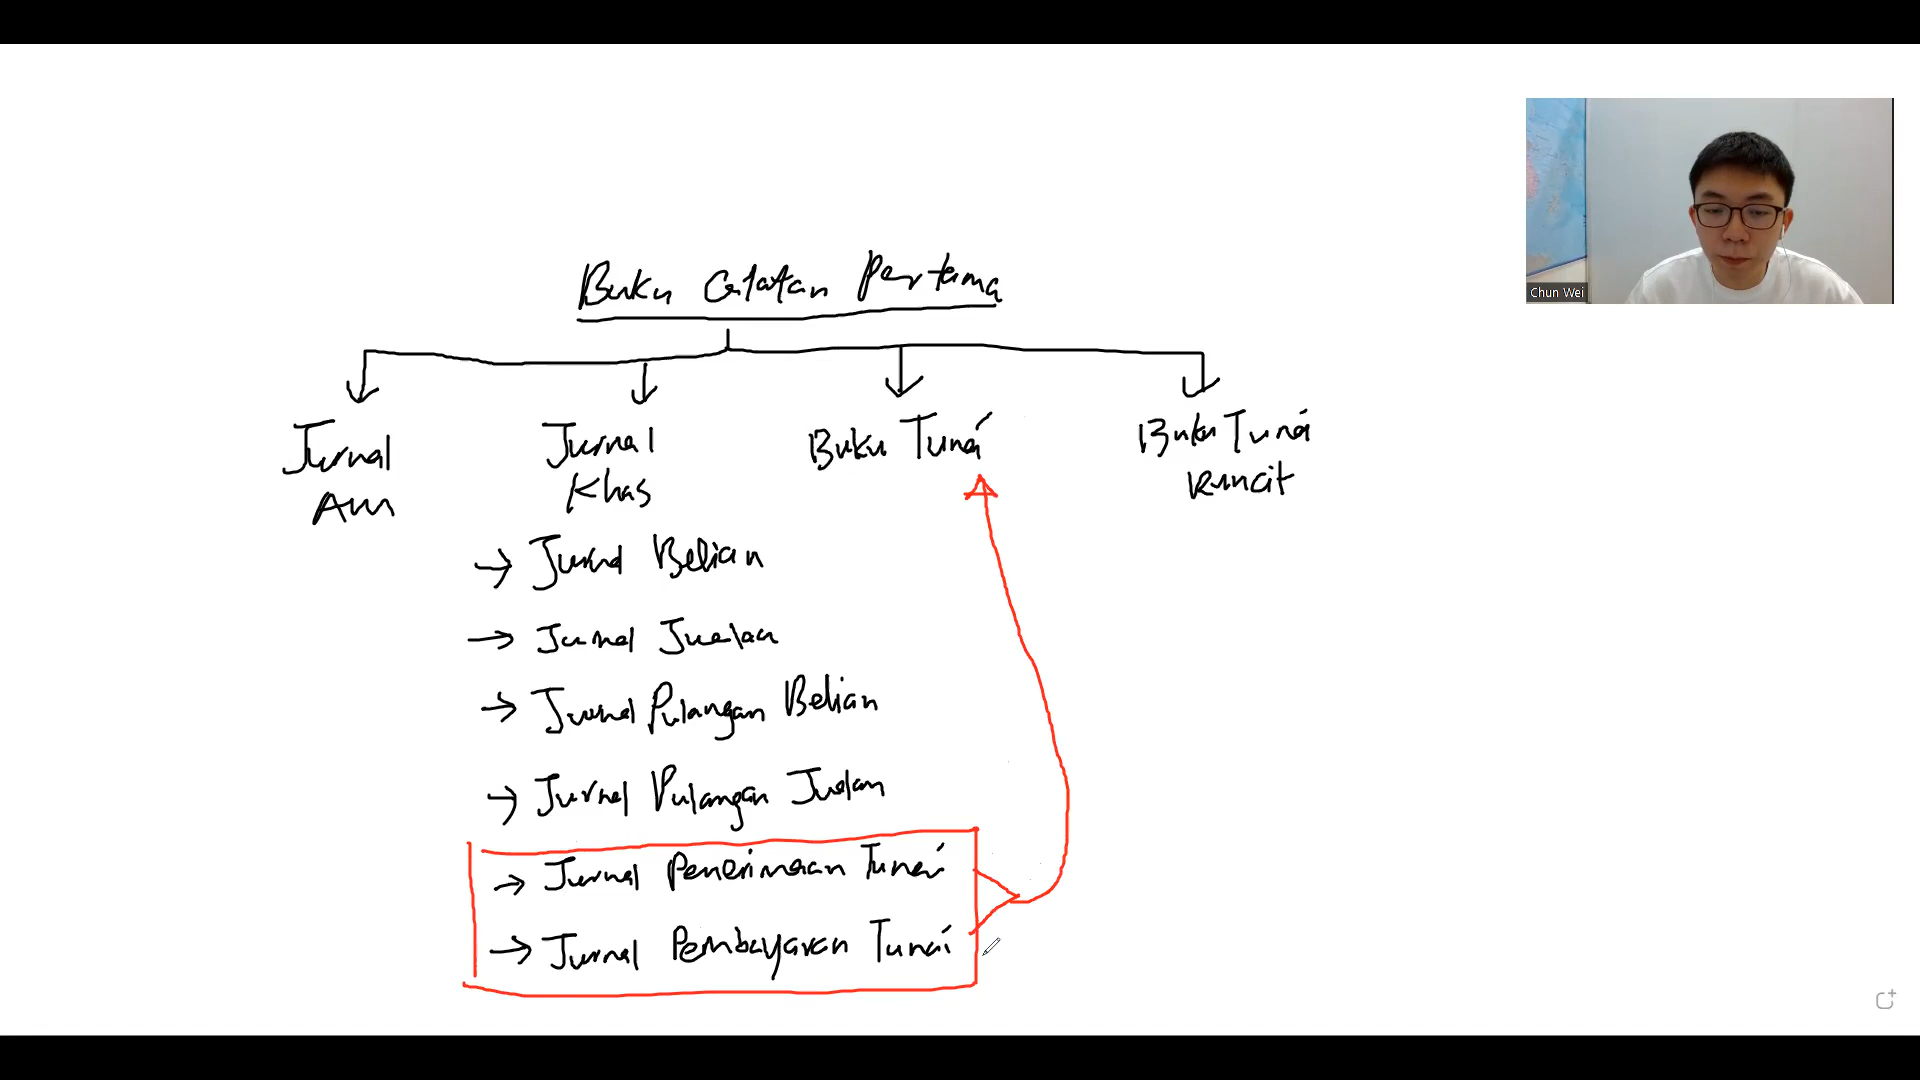 Buku Catatan Pertama
Jurnal Am
Jurnal Khas
Buku Tunai
Buku Tunai Runcit
→ Jurnal Belian
→ Jurnal Jualan
→ Jurnal Pulangan Belian
→ Jurnal Pulangan Jualan
→ Jurnal Penerimaan Tunai
→ Jurnal Pembayaran Tunai
Chun Wei